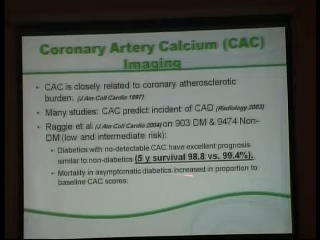 Coronary Artery Calcium (CAC)
Imaging
• CAC is closely related to coronary atherosclerotic
burden. (J Am Coll Cardio 1997)
• Many studies: CAC predict incident of CAD (Radiology 2003)
• Raggie et al (J Am Coll Cardio 2004) on 903 DM & 9474 Non-
DM (low and intermediate risk):
• Diabetics with no detectable CAC have excellent prognosis
similar to non-diabetics (5 y survival 98.8 vs. 99.4%).
• Mortality in asymptomatic diabetics increased in proportion to
baseline CAC scores.